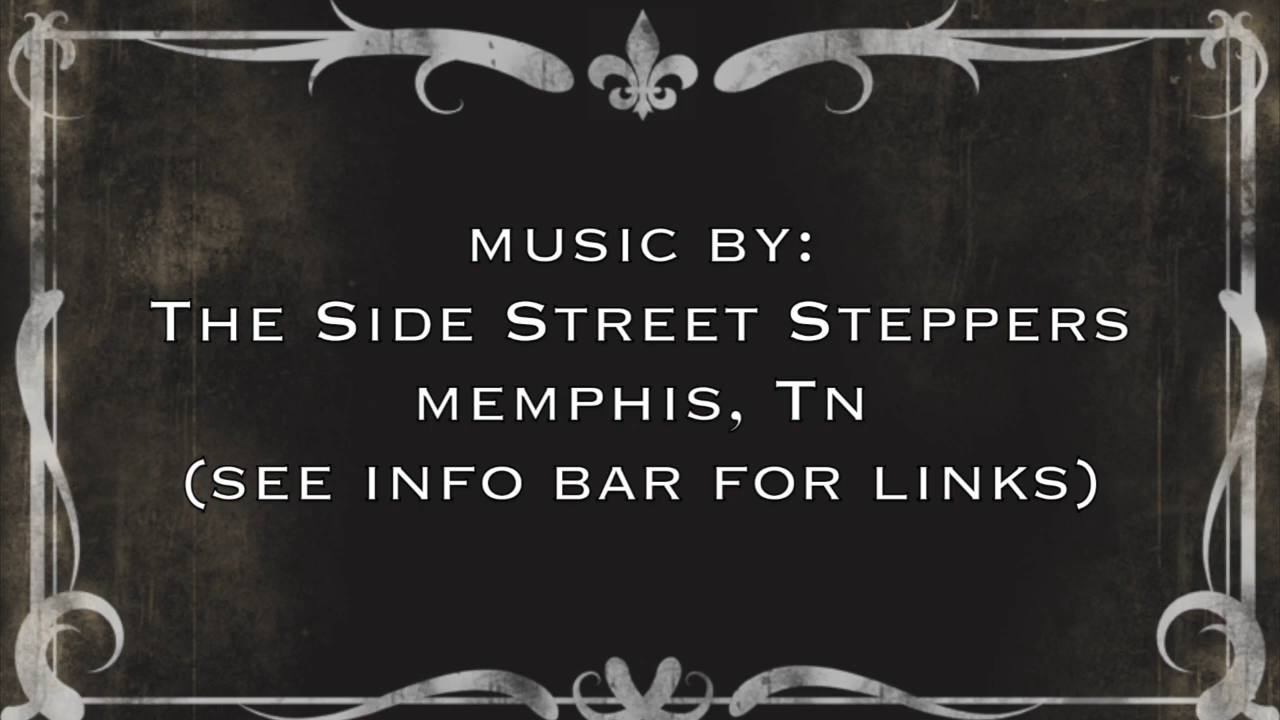 MUSIC BY:
THE SIDE STREET STEPPERS
MEMPHIS, TN
(SEE INFO BAR FOR LINKS)